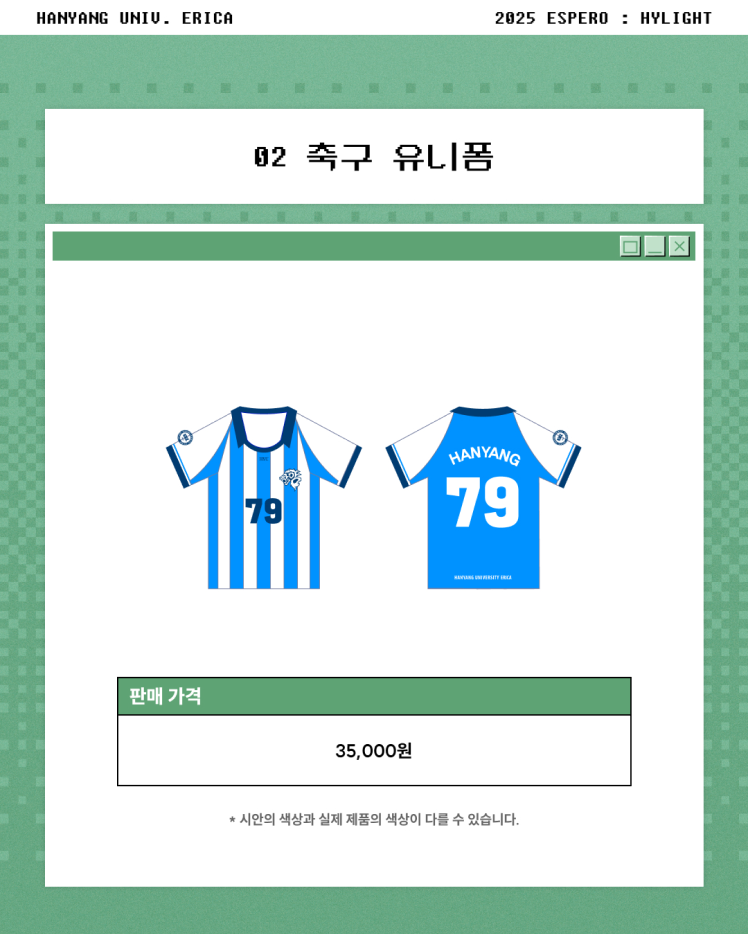 HANYANG UNIV. ERICA
2025 ESPERO : HYLIGHT
02 축구 유니폼
79
HANYANG
79
HANYANG UNIVERSITY ERICA
판매 가격
35,000원
* 시안의 색상과 실제 제품의 색상이 다를 수 있습니다.